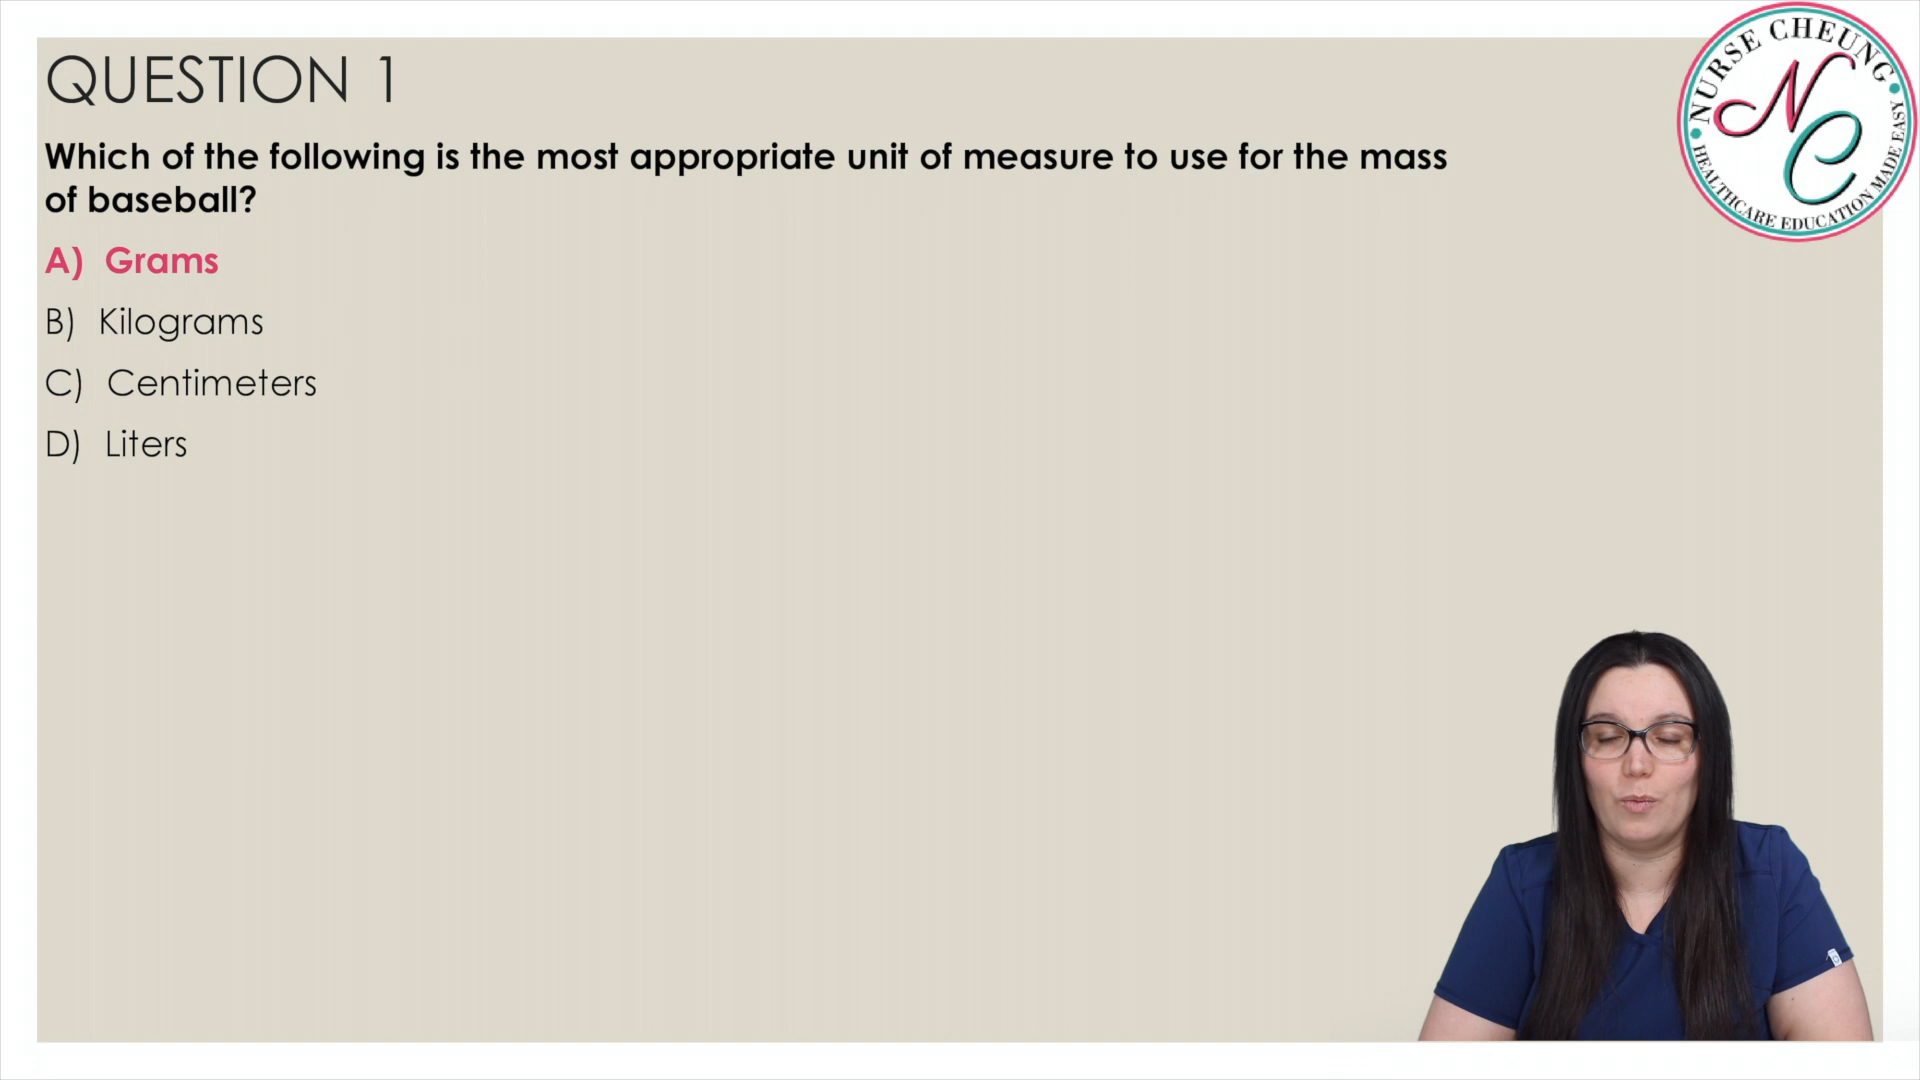 QUESTION 1
Which of the following is the most appropriate unit of measure to use for the mass
of baseball?
A) Grams
B) Kilograms
C) Centimeters
D) Liters
NURSE CHEUNG
NC
HEALTHCARE EDUCATION MADE EASY